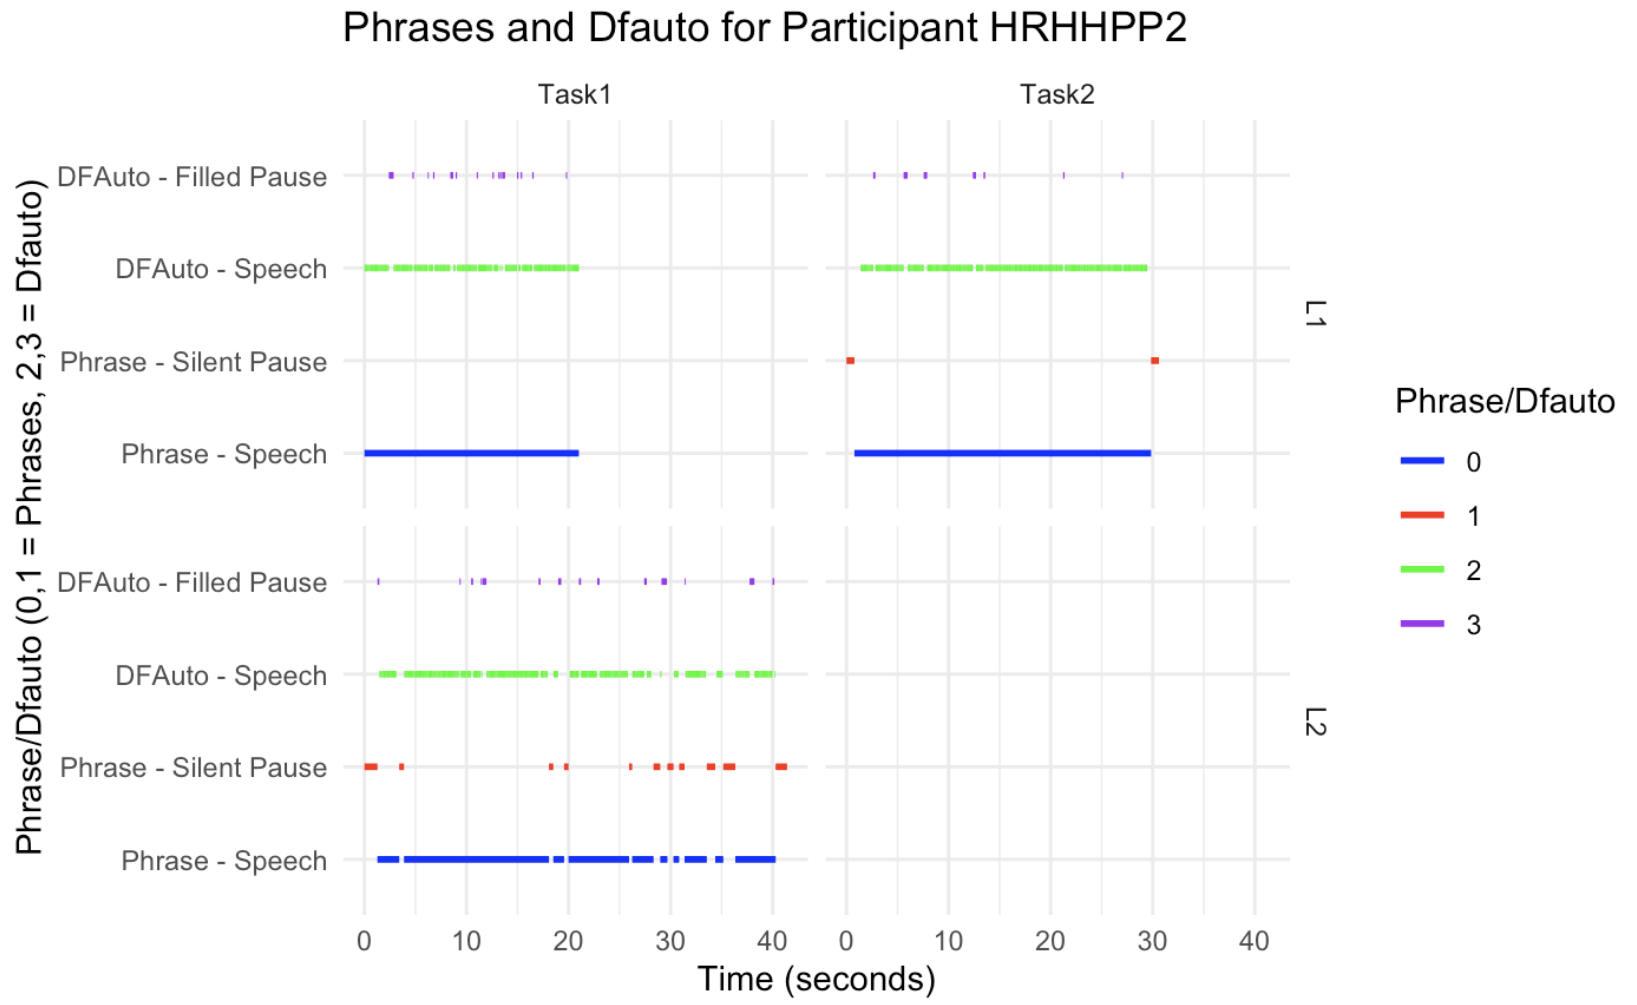 Phrases and Dfauto for Participant HRHHPP2
Task1
Task2
Phrase/Dfauto (0,1 = Phrases, 2,3 = Dfauto)
DFAuto - Filled Pause
DFAuto - Speech
Phrase - Silent Pause
Phrase - Speech
L1
DFAuto - Filled Pause
DFAuto - Speech
Phrase - Silent Pause
Phrase - Speech
L2
0 10 20 30 40
0 10 20 30 40
Time (seconds)
Phrase/Dfauto
0
1
2
3